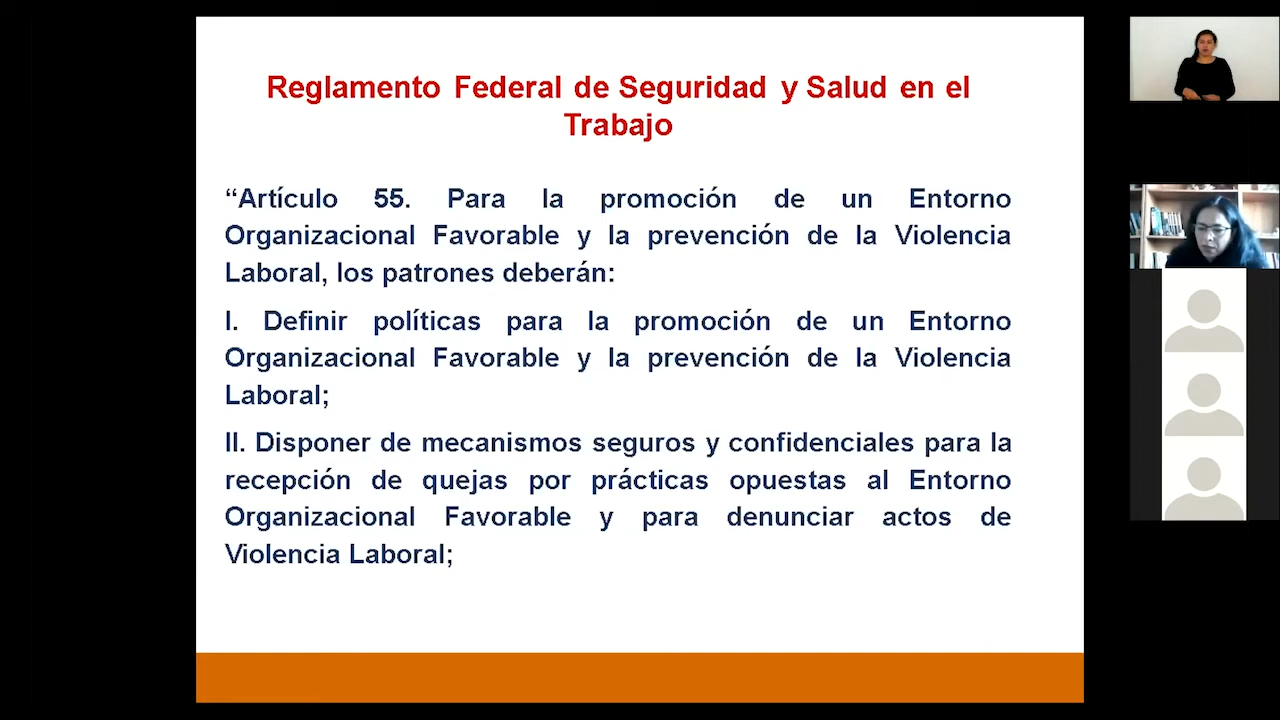 Reglamento Federal de Seguridad y Salud en el
Trabajo
“Artículo 55. Para la promoción de un Entorno
Organizacional Favorable y la prevención de la Violencia
Laboral, los patrones deberán:
I. Definir políticas para la promoción de un Entorno
Organizacional Favorable y la prevención de la Violencia
Laboral;
II. Disponer de mecanismos seguros y confidenciales para la
recepción de quejas por prácticas opuestas al Entorno
Organizacional Favorable y para denunciar actos de
Violencia Laboral;